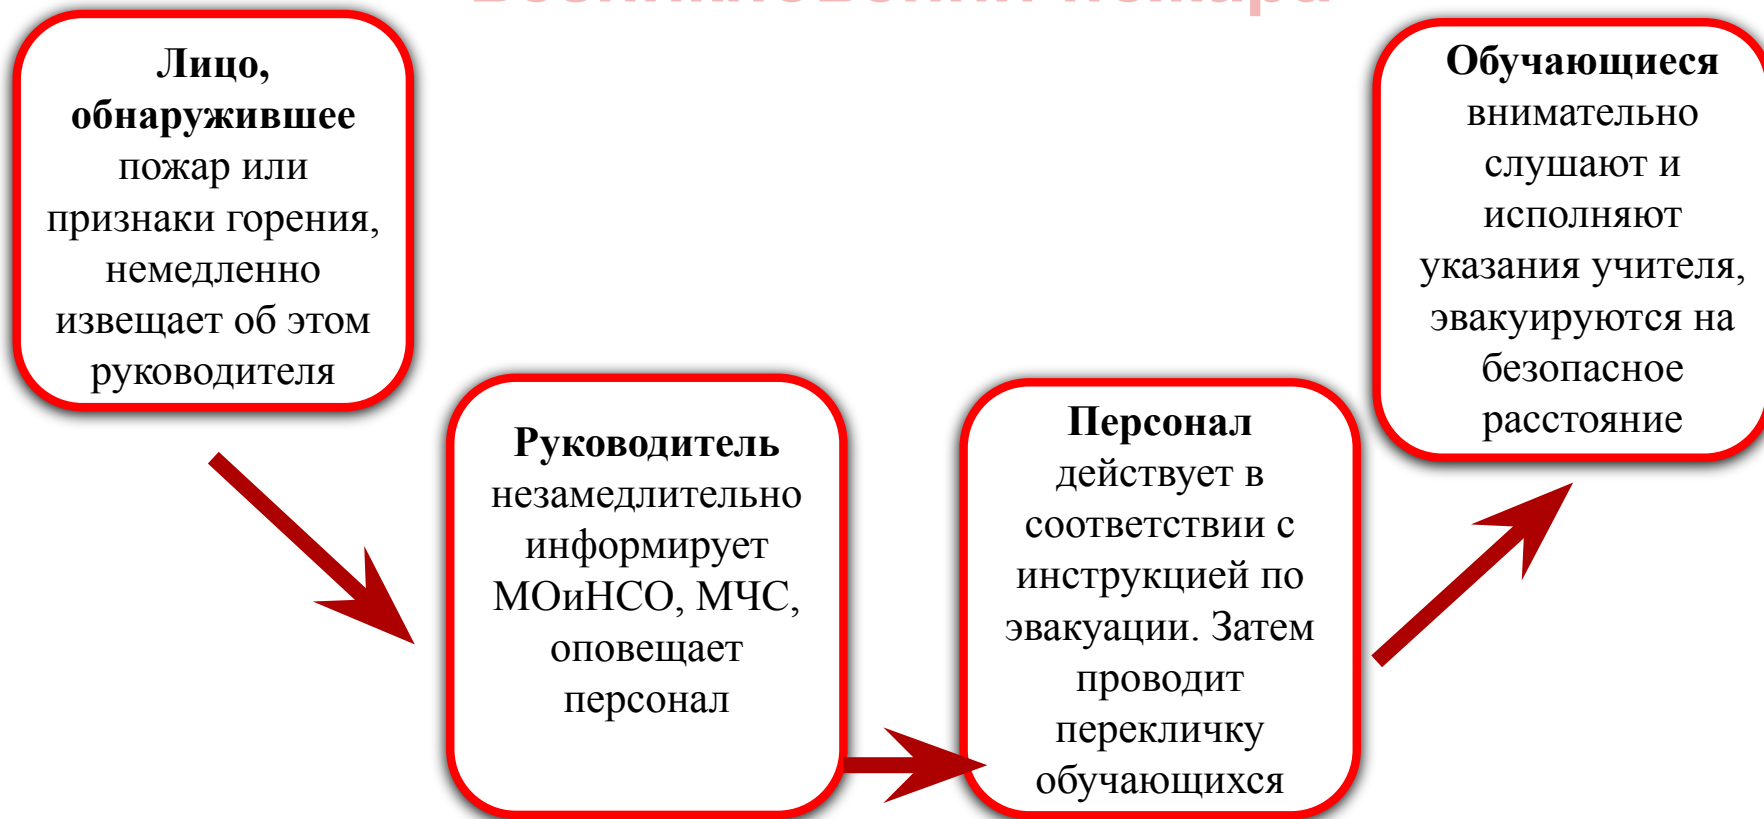 возникновении пожара
Лицо,
обнаружившее
пожар или
признаки горения,
немедленно
извещает об этом
руководителя
Руководитель
незамедлительно
информирует
МОиНСО, МЧС,
оповещает
персонал
Персонал
действует в
соответствии с
инструкцией по
эвакуации. Затем
проводит
перекличку
обучающихся
Обучающиеся
внимательно
слушают и
исполняют
указания учителя,
эвакуируются на
безопасное
расстояние